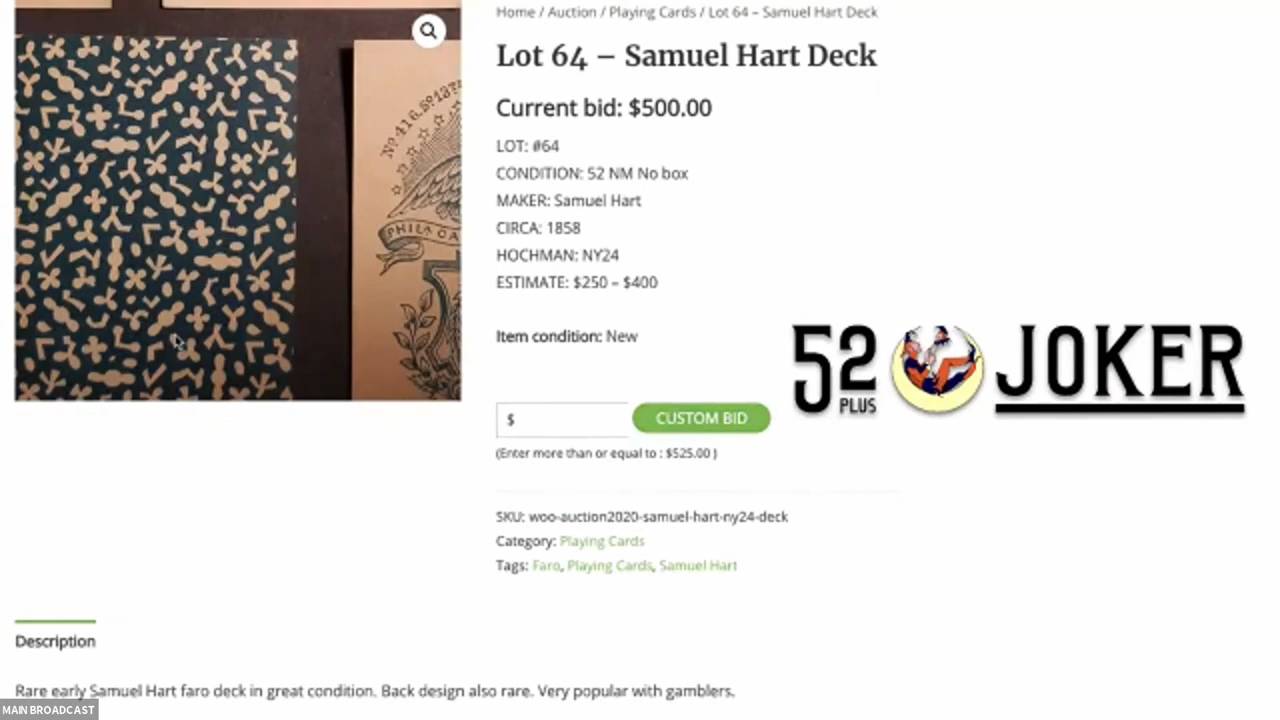 Home / Auction / Playing Cards / Lot 64 – Samuel Hart Deck
Lot 64 – Samuel Hart Deck
Current bid: $500.00
LOT: #64
CONDITION: 52 NM No box
MAKER: Samuel Hart
CIRCA: 1858
HOCHMAN: NY24
ESTIMATE: $250 – $400
Item condition: New
$
CUSTOM BID
(Enter more than or equal to : $525.00 )
SKU: woo-auction2020-samuel-hart-ny24-deck
Category: Playing Cards
Tags: Faro, Playing Cards, Samuel Hart
52 PLUS JOKER
PHILA
Description
Rare early Samuel Hart faro deck in great condition. Back design also rare. Very popular with gamblers.
MAIN BROADCAST